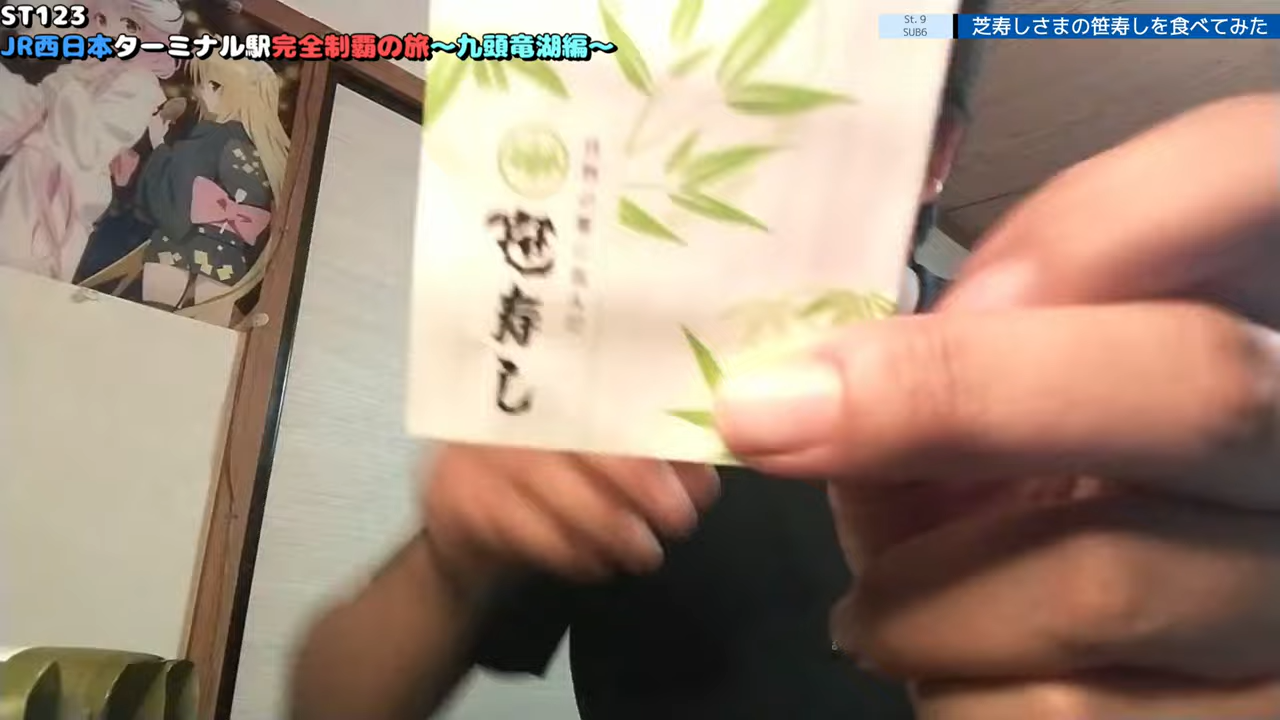 ST123
JR西日本ターミナル駅完全制覇の旅～九頭竜湖編～
St. 9
SUB6
芝寿しさまの笹寿しを食べてみた
笹寿し